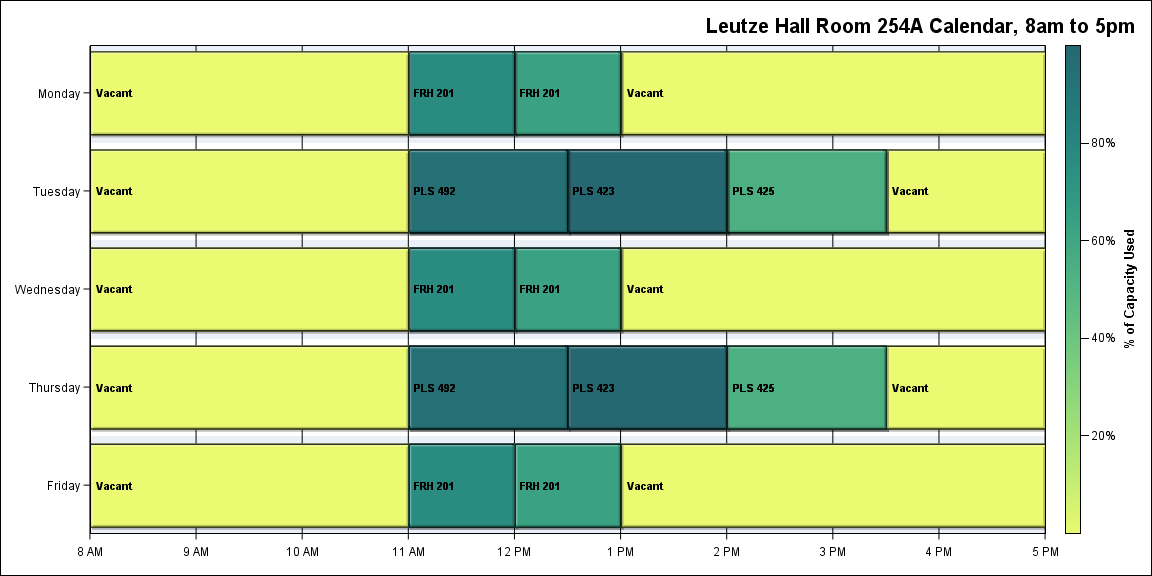 Leutze Hall Room 254A Calendar, 8am to 5pm
Monday
Vacant
FRH 201
FRH 201
Vacant
Tuesday
Vacant
PLS 492
PLS 423
PLS 425
Vacant
Wednesday
Vacant
FRH 201
FRH 201
Vacant
Thursday
Vacant
PLS 492
PLS 423
PLS 425
Vacant
Friday
Vacant
FRH 201
FRH 201
Vacant
8 AM
9 AM
10 AM
11 AM
12 PM
1 PM
2 PM
3 PM
4 PM
5 PM
80%
60%
40%
20%
% of Capacity Used